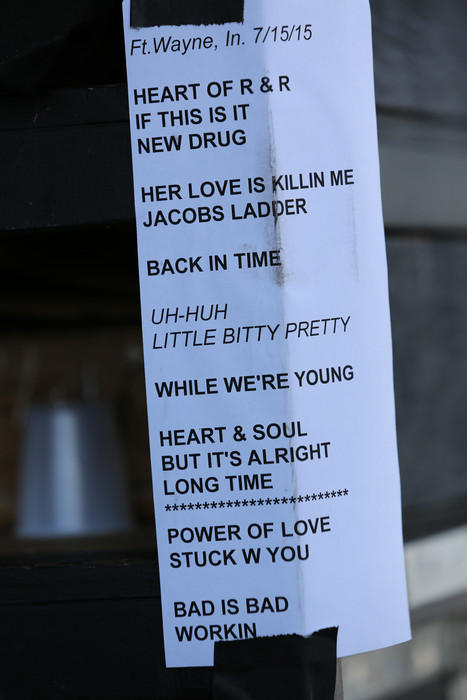 Ft.Wayne, In. 7/15/15
HEART OF R & R
IF THIS IS IT
NEW DRUG
HER LOVE IS KILLIN ME
JACOBS LADDER
BACK IN TIME
UH-HUH
LITTLE BITTY PRETTY
WHILE WE'RE YOUNG
HEART & SOUL
BUT IT'S ALRIGHT
LONG TIME
**************************
POWER OF LOVE
STUCK W YOU
BAD IS BAD
WORKIN